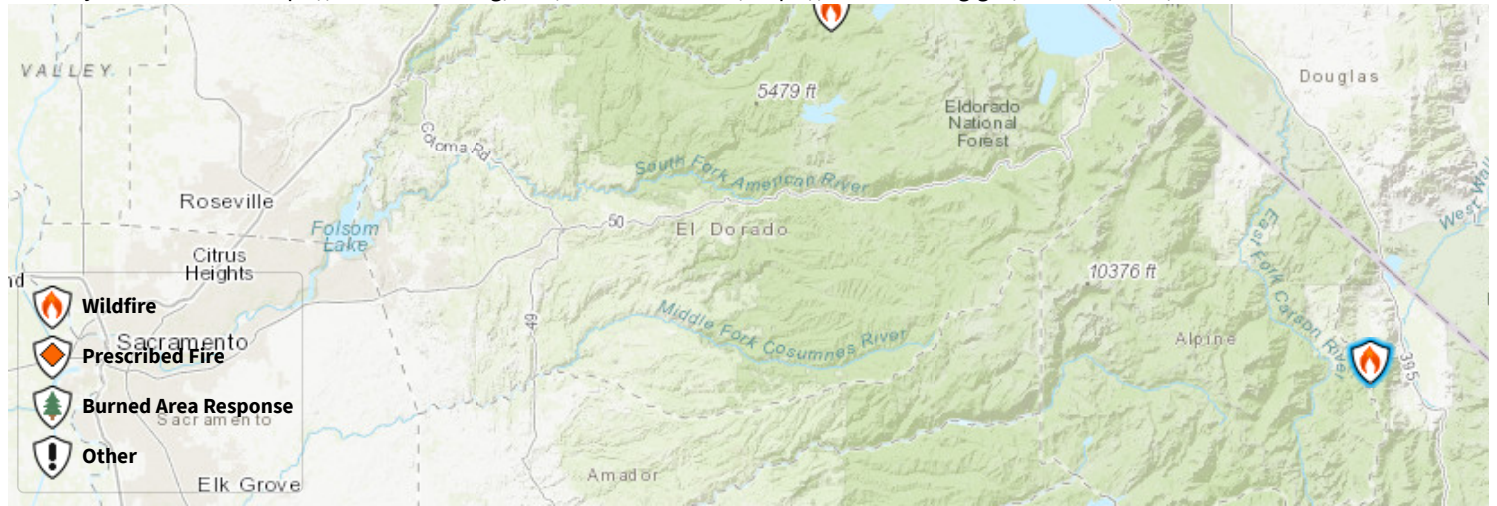 VALLEY
5479 ft
Eldorado
National
Forest
Douglas
Coloma Rd
South Fork American River
Roseville
Folsom
Lake
50
El Dorado
Citrus
Heights
East Fork Carson River
10376 ft
Wildfire
49
Middle Fork Cosumnes River
Sacramento
Prescribed Fire
Alpine
395
Burned Area Response
Sacramento
Other
Amador
Elk Grove